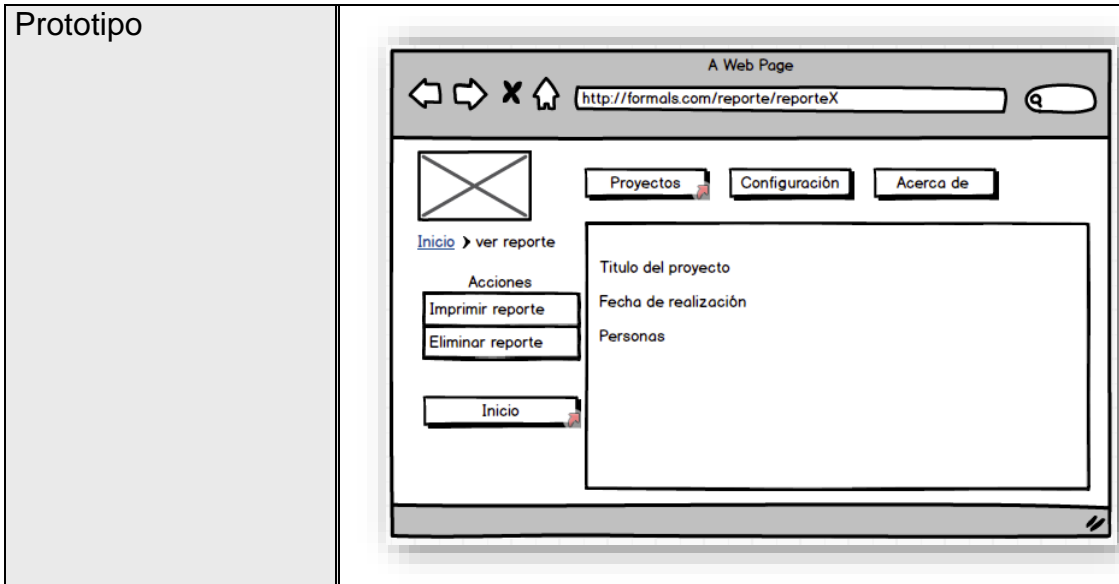 Prototipo
A Web Page
http://formals.com/reporte/reporteX
Proyectos
Configuración
Acerca de
Inicio > ver reporte
Acciones
Imprimir reporte
Eliminar reporte
Inicio
Titulo del proyecto
Fecha de realización
Personas